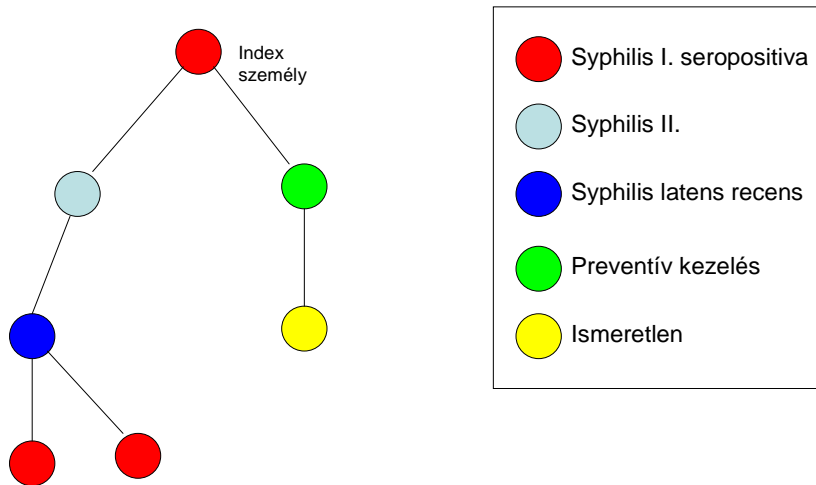 Index
személy
Syphilis I. seropositiva
Syphilis II.
Syphilis latens recens
Preventív kezelés
Ismeretlen